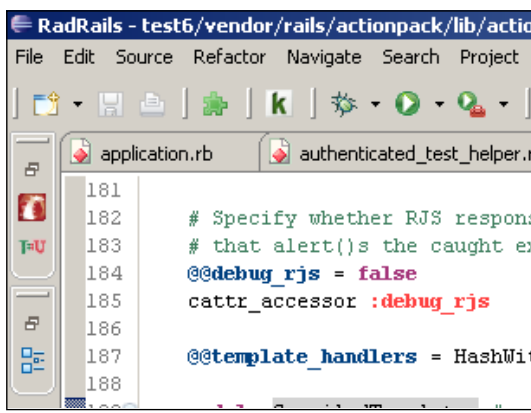 RadRails - test6/vendor/rails/actionpack/lib/actio
File Edit Source Refactor Navigate Search Project
k
application.rb authenticated_test_helper.r
181
182 # Specify whether RJS respons
183 # that alert()s the caught ex
T=U
184 @@debug_rjs = false
185 cattr_accessor :debug_rjs
186
187 @@template_handlers = HashWit
188